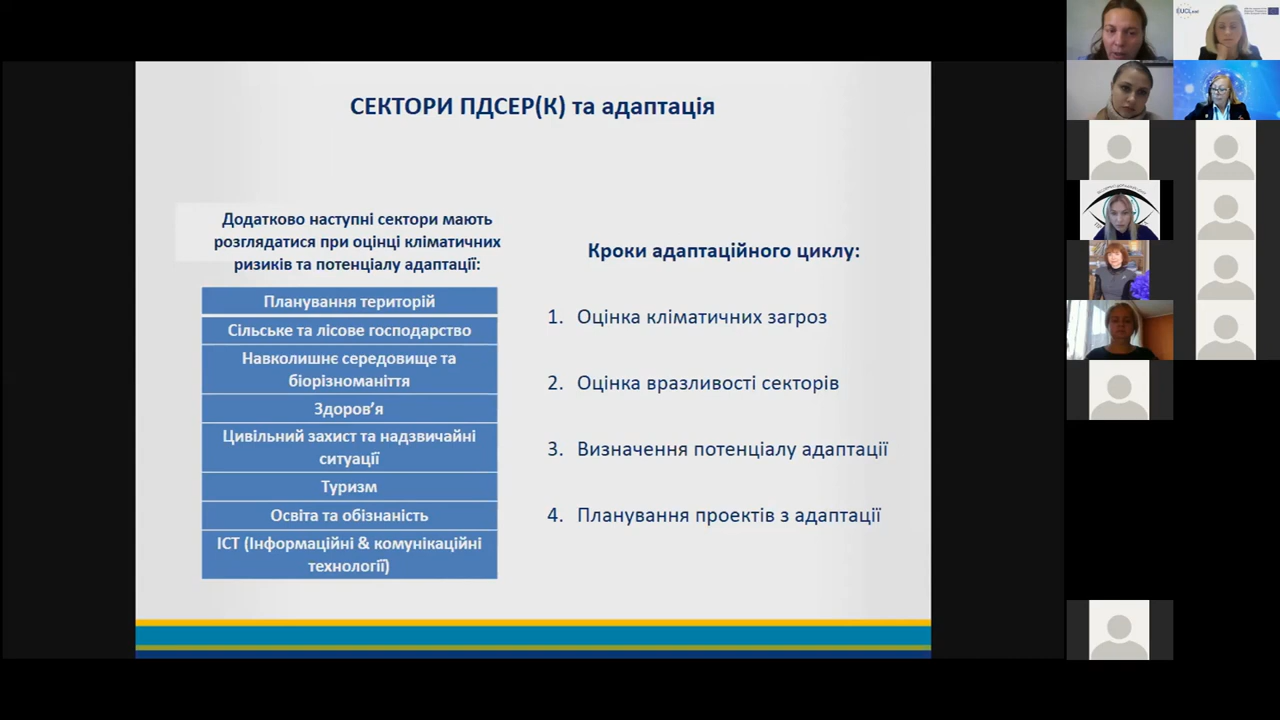 СЕКТОРИ ПДСЕР(К) та адаптація
Додатково наступні сектори мають
розглядатися при оцінці кліматичних
ризиків та потенціалу адаптації:
Планування територій
Сільське та лісове господарство
Навколишнє середовище та
біорізноманіття
Здоров’я
Цивільний захист та надзвичайні
ситуації
Туризм
Освіта та обізнаність
ІСТ (Інформаційні & комунікаційні
технології)
Кроки адаптаційного циклу:
1. Оцінка кліматичних загроз
2. Оцінка вразливості секторів
3. Визначення потенціалу адаптації
4. Планування проектів з адаптації